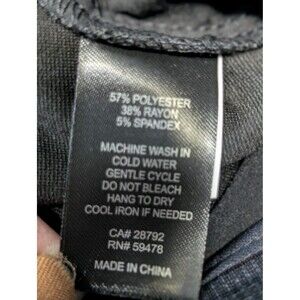 57% POLYESTER
38% RAYON
5% SPANDEX
MACHINE WASH IN
COLD WATER
GENTLE CYCLE
DO NOT BLEACH
HANG TO DRY
COOL IRON IF NEEDED
CA# 28792
RN# 59478
MADE IN CHINA